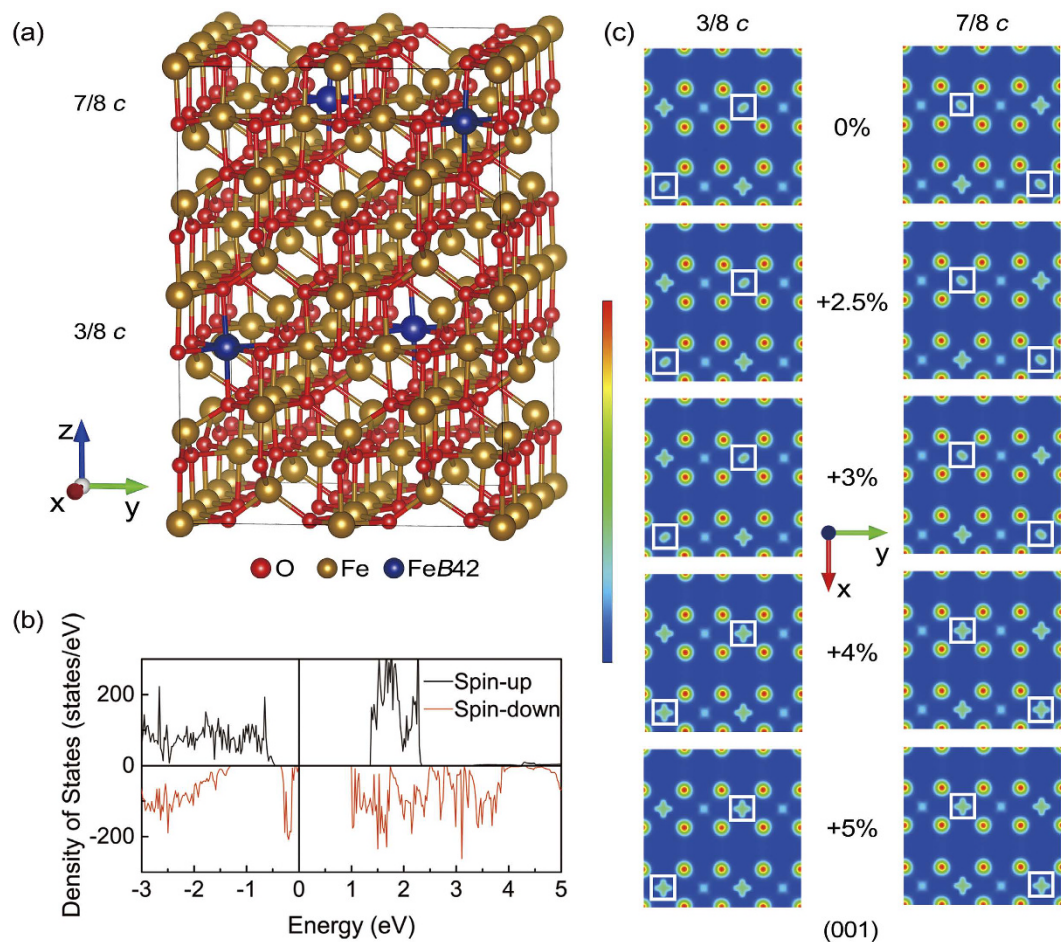 (a)
7/8 c
3/8 c
z
x
y
O Fe FeB42
(b)
Density of States (states/eV)
200
0
-200
Spin-up
Spin-down
-3 -2 -1 0 1 2 3 4 5
Energy (eV)
(c)
3/8 c 7/8 c
0%
+2.5%
+3%
y
x
+4%
+5%
(001)